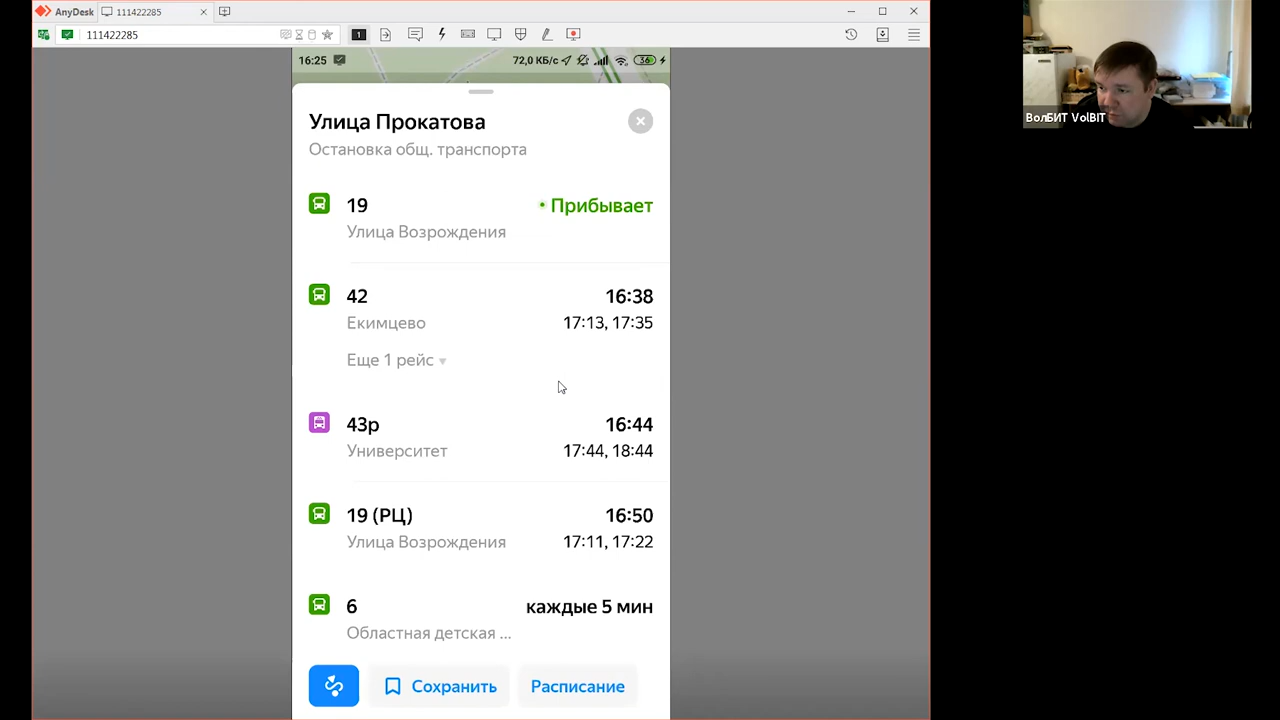 AnyDesk
111422285
111422285
1
16:25
72,0 КБ/с
36
Улица Прокатова
Остановка общ. транспорта
19
Прибывает
Улица Возрождения
42
16:38
Екимцево
17:13, 17:35
Еще 1 рейс
43р
16:44
Университет
17:44, 18:44
19 (РЦ)
16:50
Улица Возрождения
17:11, 17:22
6
каждые 5 мин
Областная детская ...
Сохранить
Расписание
ВолБИТ VolBIT